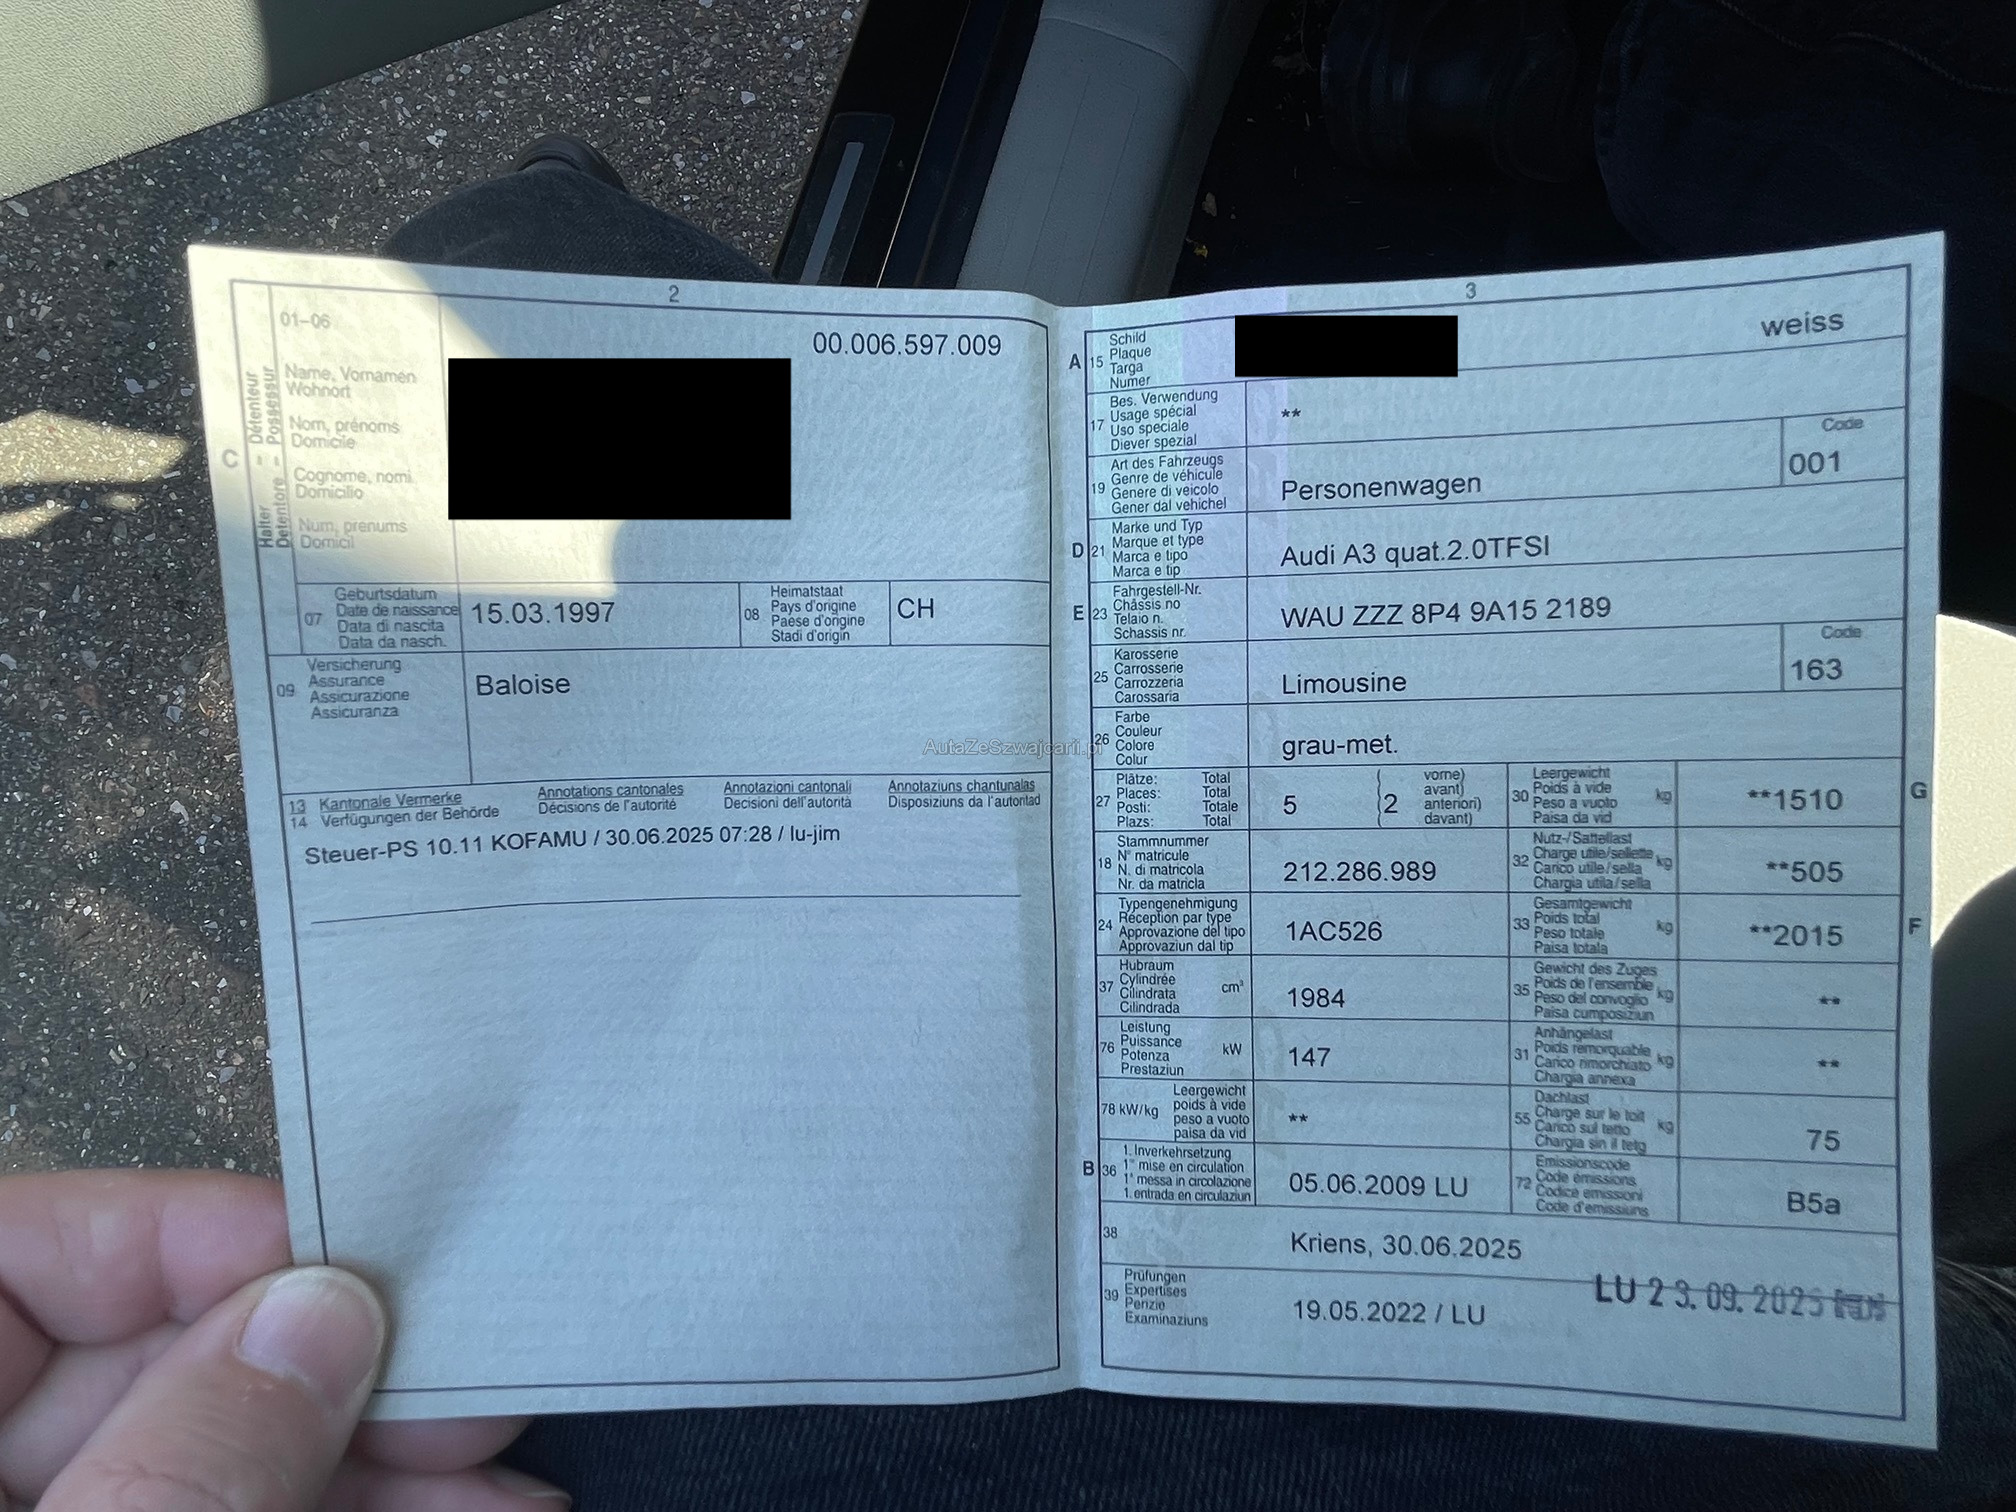 2
01-06
00.006.597.009
C
Halter - Détenteur
Detentore - Possessur
Name, Vornamen
Wohnort
Nom, prénoms
Domicile
Cognome, nomi
Domicilio
Num, prenums
Domicil
07
Geburtsdatum
Date de naissance
Data di nascita
Data da nasch.
15.03.1997
08
Heimatstaat
Pays d'origine
Paese d'origine
Stadi d'origin
CH
09
Versicherung
Assurance
Assicurazione
Assicuranza
Baloise
13 Kantonale Vermerke
14 Verfügungen der Behörde
Annotations cantonales
Décisions de l'autorité
Annotazioni cantonali
Decisioni dell'autorità
Annotaziuns chantunalas
Disposiziuns da l'autoritad
Steuer-PS 10.11 KOFAMU / 30.06.2025 07:28 / lu-jim
AutaZeSzwajcarii.pl
3
A 15
Schild
Plaque
Targa
Numer
weiss
17
Bes. Verwendung
Usage spécial
Uso speciale
Diever spezial
**
19
Art des Fahrzeugs
Genre de véhicule
Genere di veicolo
Gener dal vehichel
Personenwagen
Code
001
D 21
Marke und Typ
Marque et type
Marca e tipo
Marca e tip
Audi A3 quat.2.0TFSI
E 23
Fahrgestell-Nr.
Châssis no
Telaio n.
Schassis nr.
WAU ZZZ 8P4 9A15 2189
25
Karosserie
Carrosserie
Carrozzeria
Carossaria
Limousine
Code
163
26
Farbe
Couleur
Colore
Colur
grau-met.
27
Plätze: Total
Places: Total
Posti: Totale
Plazs: Total
5
( 2
vorne)
avant)
anteriori)
davant)
30
Leergewicht
Poids à vide
Peso a vuoto
Paisa da vid
kg
**1510
G
18
Stammnummer
N° matricule
N. di matricola
Nr. da matricla
212.286.989
32
Nutz-/Sattellast
Charge utile/sellette
Carico utile/sella
Chargia utila/sella
kg
**505
24
Typengenehmigung
Réception par type
Approvazione del tipo
Approvaziun dal tip
1AC526
33
Gesamtgewicht
Poids total
Peso totale
Paisa totala
kg
**2015
F
37
Hubraum
Cylindrée
Cilindrata
Cilindrada
cm³
1984
35
Gewicht des Zuges
Poids de l'ensemble
Peso del convoglio
Paisa cumposiziun
kg
**
76
Leistung
Puissance
Potenza
Prestaziun
kW
147
31
Anhängelast
Poids remorquable
Carico rimorchiato
Chargia annexa
kg
**
78 kW/kg
Leergewicht
poids à vide
peso a vuoto
paisa da vid
**
55
Dachlast
Charge sur le toit
Carico sul tetto
Chargia sin il tetg
kg
75
B 36
1. Inverkehrsetzung
1re mise en circulation
1a messa in circolazione
1. entrada en circulaziun
05.06.2009 LU
72
Emissionscode
Code émissions
Codice emissioni
Code d'emissiuns
B5a
38
Kriens, 30.06.2025
39
Prüfungen
Expertises
Perizie
Examinaziuns
19.05.2022 / LU
LU 23.09.2025